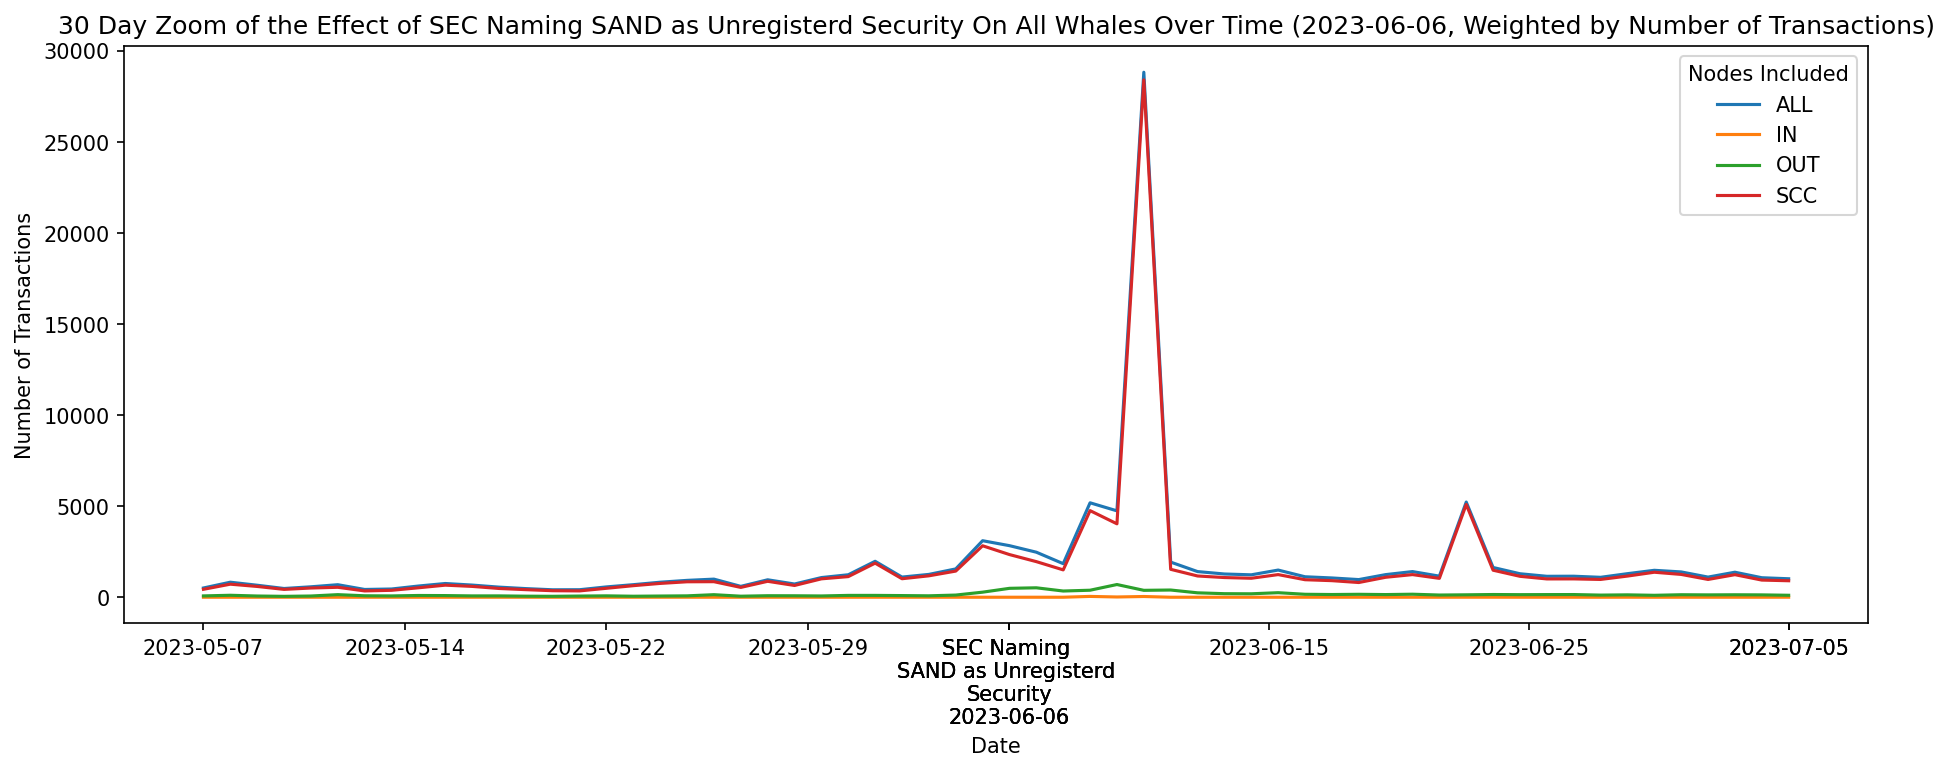 30 Day Zoom of the Effect of SEC Naming SAND as Unregisterd Security On All Whales Over Time (2023-06-06, Weighted by Number of Transactions)
Number of Transactions
30000
25000
20000
15000
10000
5000
0
Nodes Included
ALL
IN
OUT
SCC
2023-05-07
2023-05-14
2023-05-22
2023-05-29
SEC Naming
SAND as Unregisterd
Security
2023-06-06
2023-06-15
2023-06-25
2023-07-05
Date